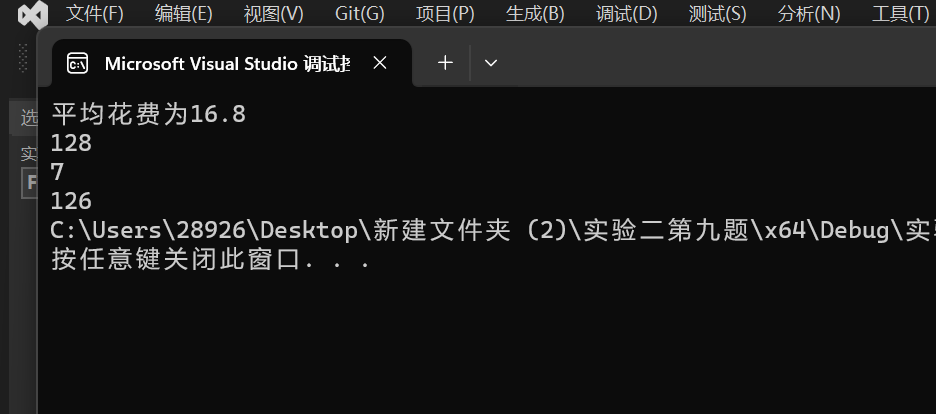 文件(F) 编辑(E) 视图(V) Git(G) 项目(P) 生成(B) 调试(D) 测试(S) 分析(N) 工具(T)
Microsoft Visual Studio 调试
平均花费为16.8
128
选
7
实
126
F
C:\Users\28926\Desktop\新建文件夹 (2)\实验二第九题\x64\Debug\实
按任意键关闭此窗口. . .